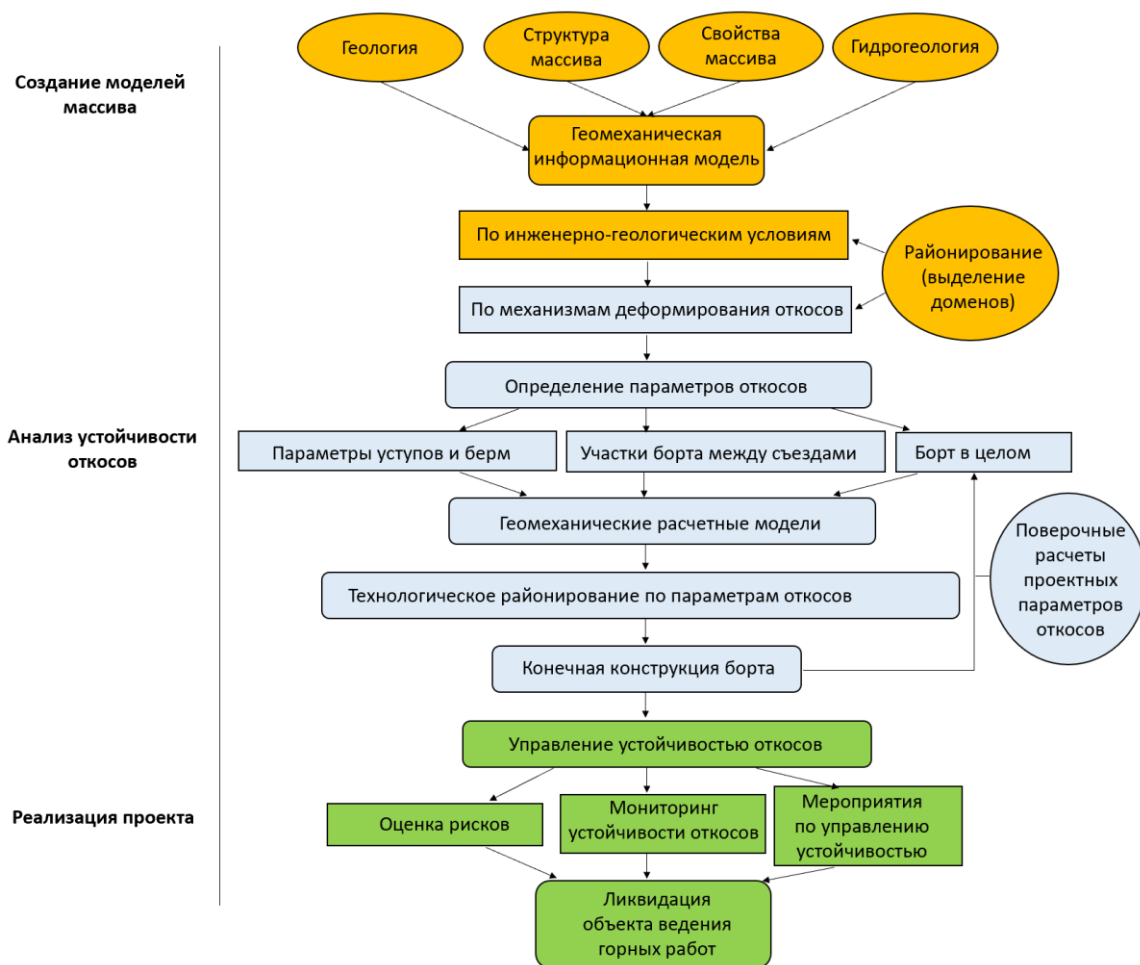 Создание моделей
массива
Геология
Структура
массива
Свойства
массива
Гидрогеология
Геомеханическая
информационная модель
По инженерно-геологическим условиям
Районирование
(выделение
доменов)
По механизмам деформирования откосов
Анализ устойчивости
откосов
Определение параметров откосов
Параметры уступов и берм
Участки борта между съездами
Борт в целом
Геомеханические расчетные модели
Поверочные
расчеты
проектных
параметров
откосов
Технологическое районирование по параметрам откосов
Конечная конструкция борта
Реализация проекта
Управление устойчивостью откосов
Оценка рисков
Мониторинг
устойчивости откосов
Мероприятия
по управлению
устойчивостью
Ликвидация
объекта ведения
горных работ